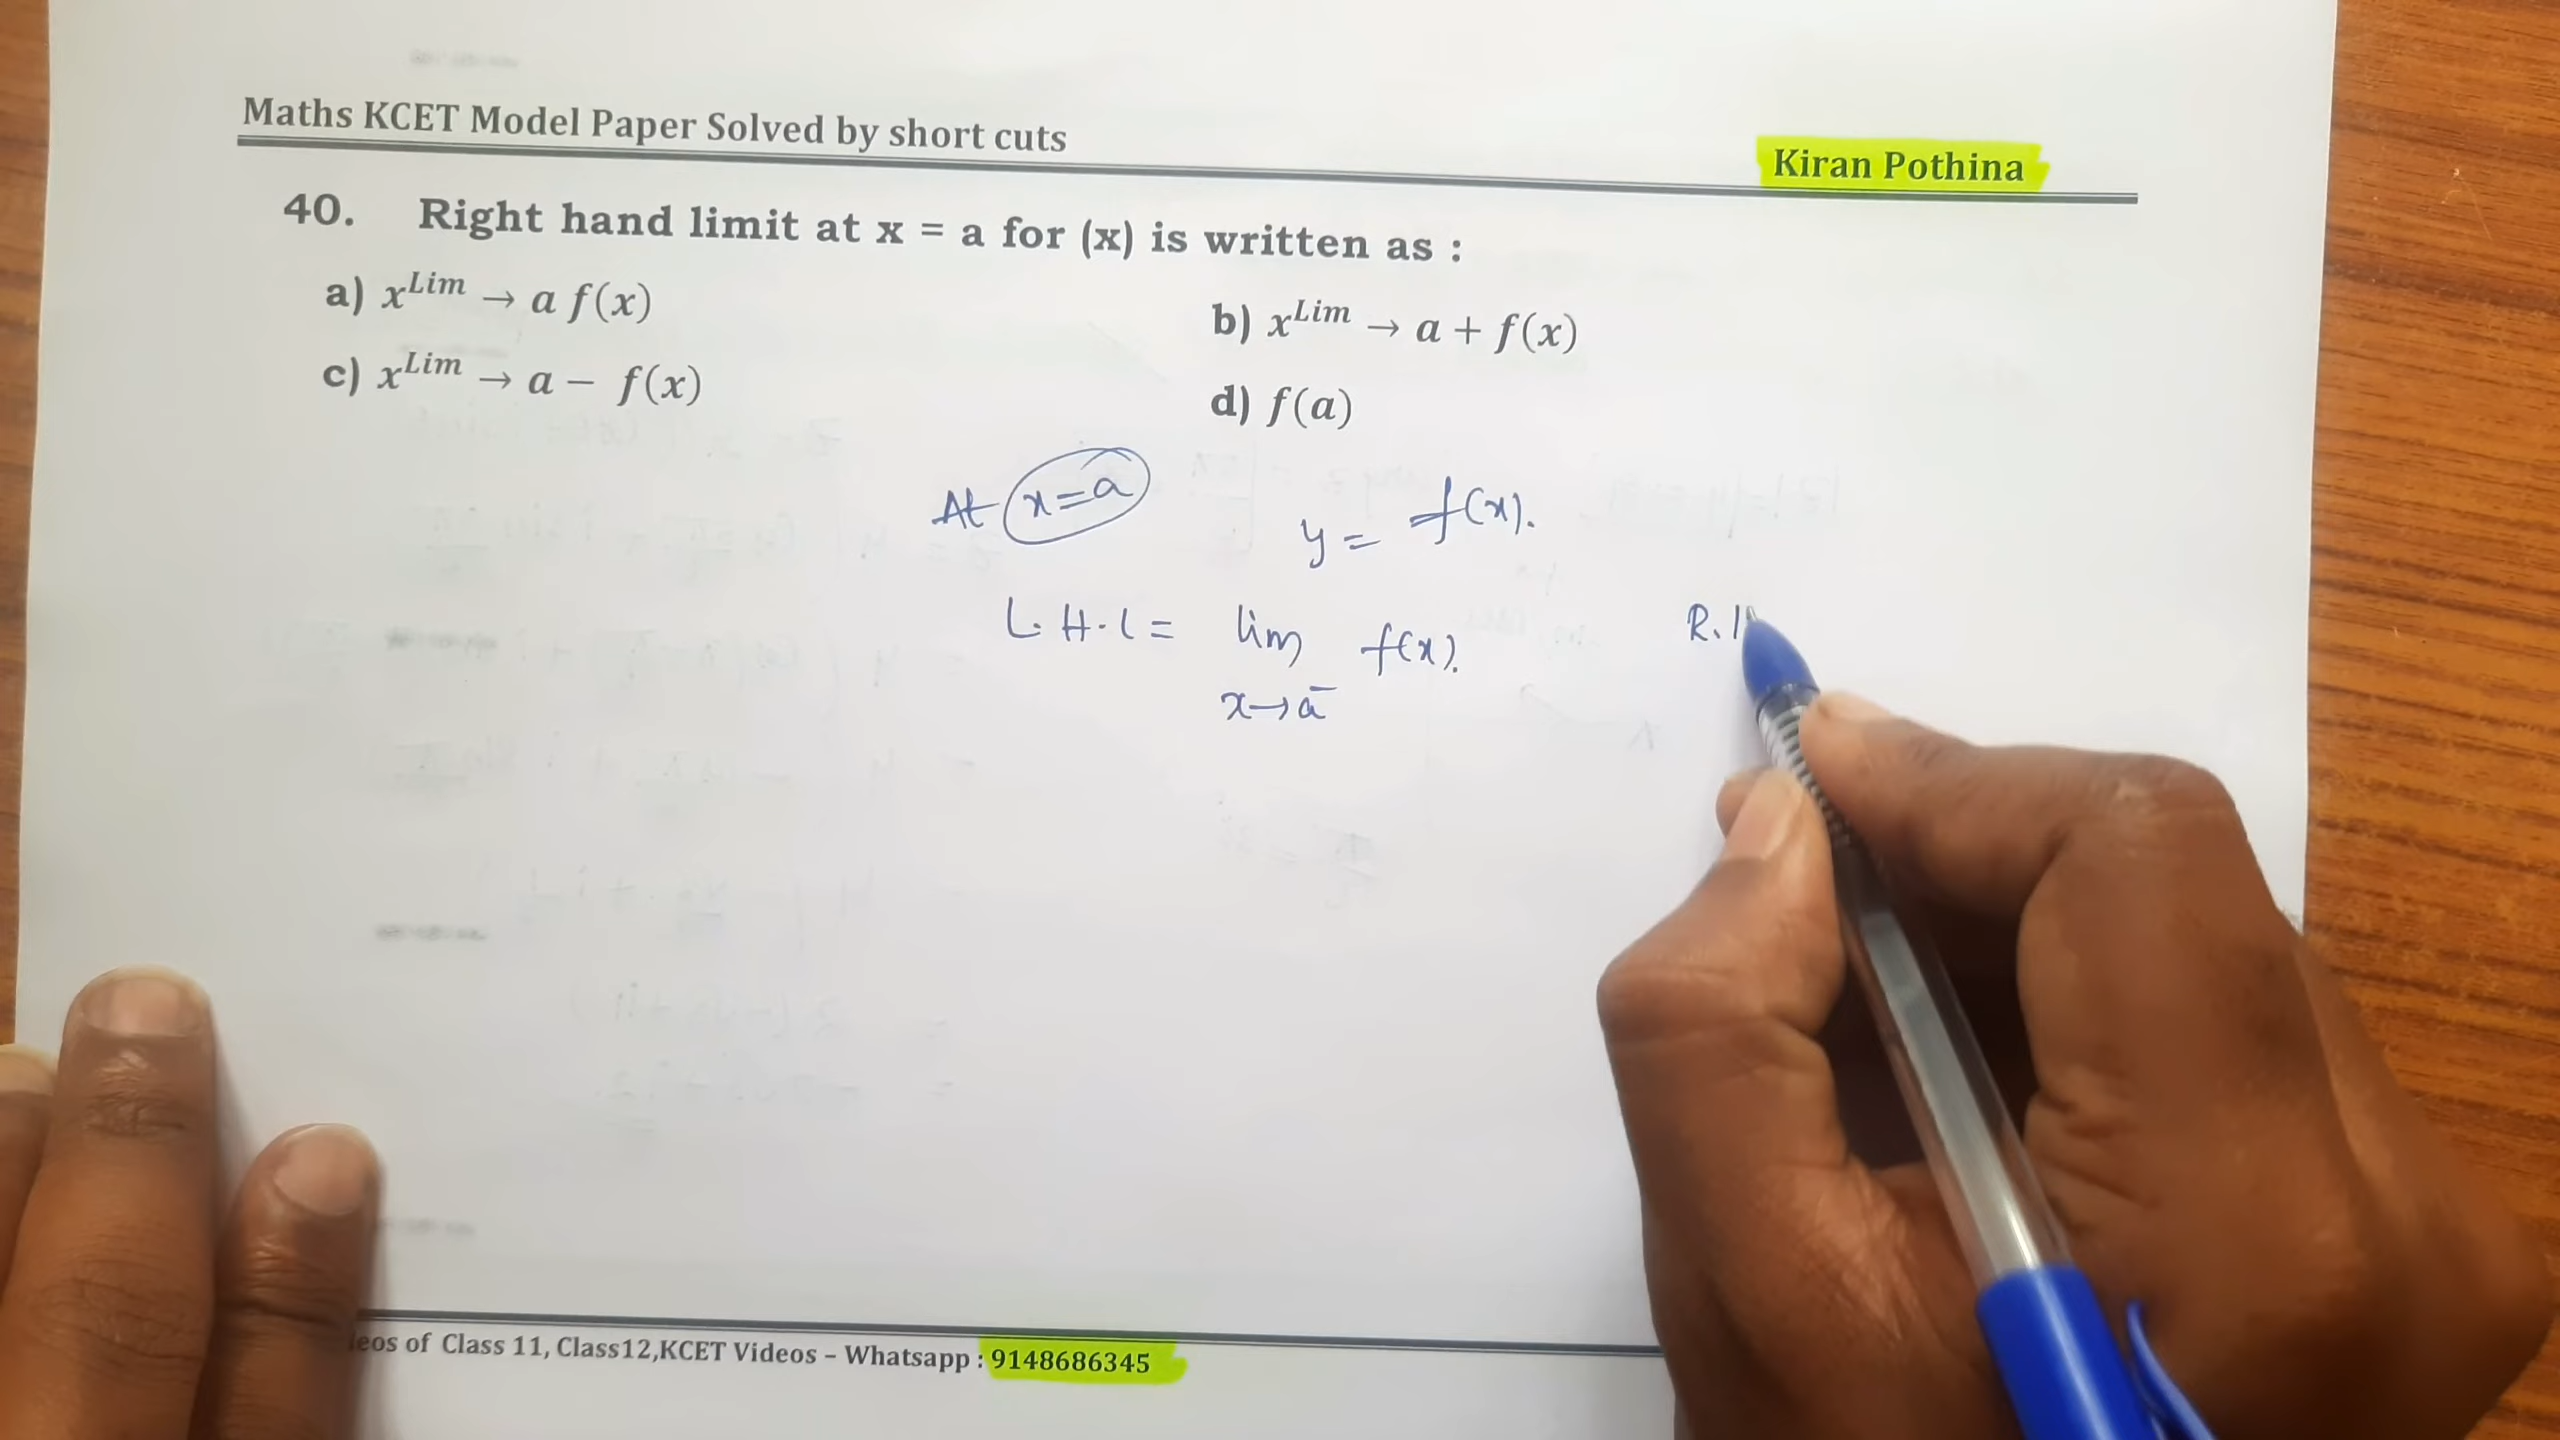 Maths KCET Model Paper Solved by short cuts
Kiran Pothina
40. Right hand limit at x = a for (x) is written as :
a) x^Lim → a f(x)
b) x^Lim → a + f(x)
c) x^Lim → a − f(x)
d) f(a)
At x=a
y = f(x).
L.H.L = lim f(x).
x→a⁻
R.
eos of Class 11, Class12,KCET Videos – Whatsapp : 9148686345